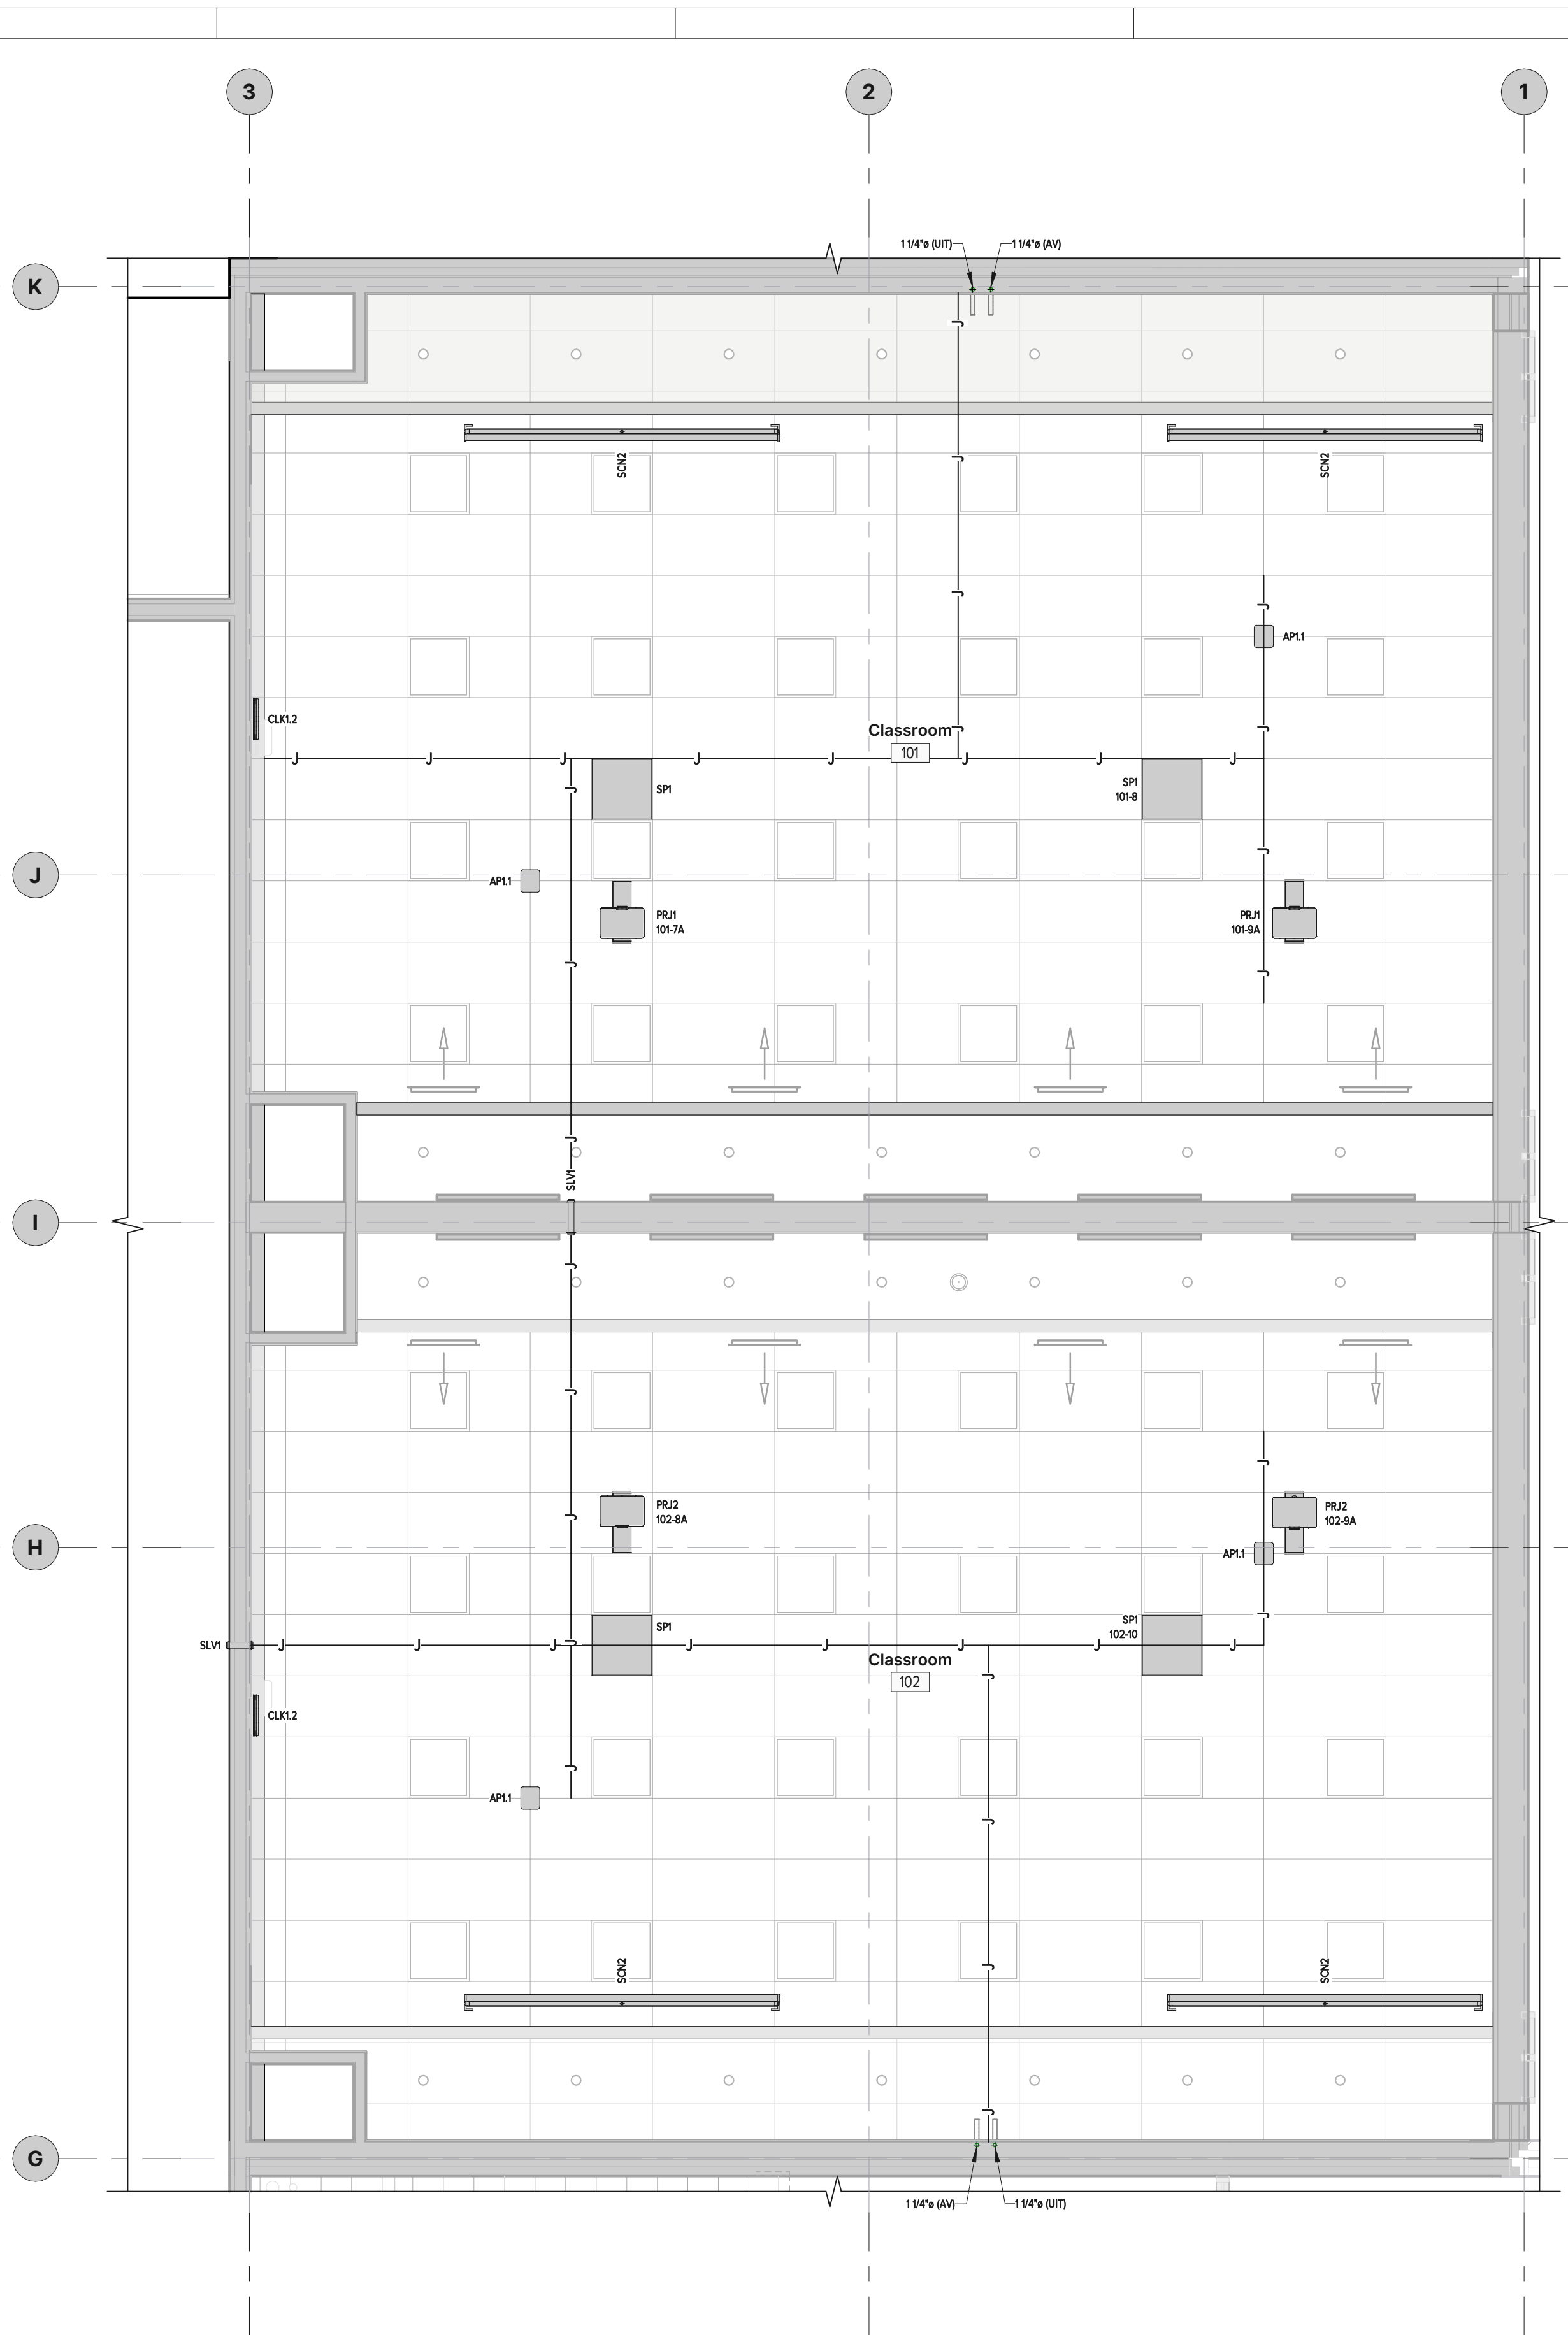 3
2
1
1 1/4"ø (UIT)
1 1/4"ø (AV)
K
SCN2
SCN2
AP1.1
CLK1.2
Classroom
101
SP1
SP1
101-8
J
AP1.1
PRJ1
101-7A
PRJ1
101-9A
SLV1
I
PRJ2
102-8A
PRJ2
102-9A
H
AP1.1
SP1
SP1
102-10
SLV1
Classroom
102
CLK1.2
AP1.1
SCN2
SCN2
G
1 1/4"ø (AV)
1 1/4"ø (UIT)